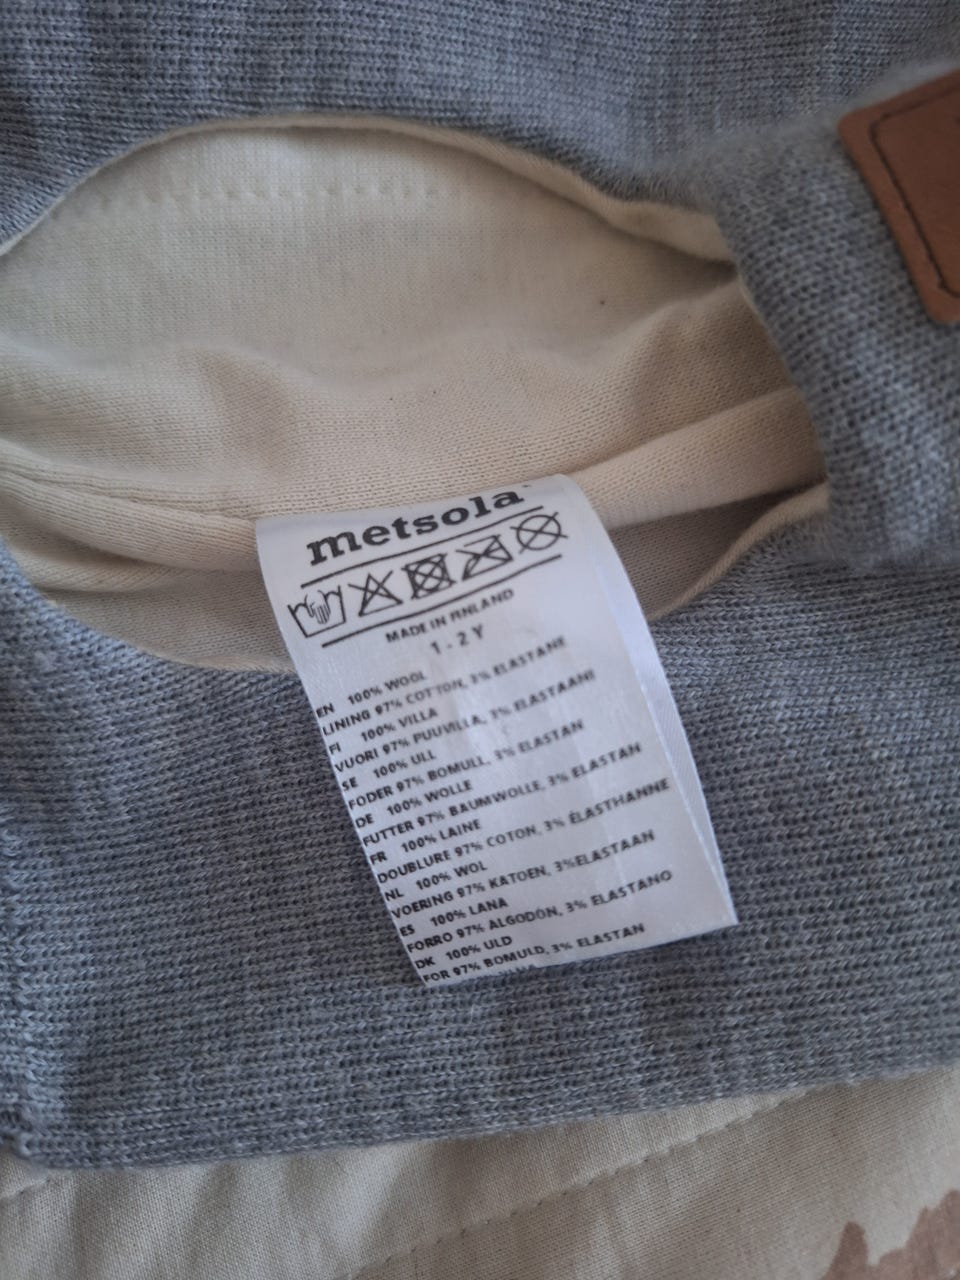 metsola
MADE IN FINLAND
1 - 2 Y
EN 100% WOOL
LINING 97% COTTON, 3% ELASTANE
FI 100% VILLA
VUORI 97% PUUVILLA, 3% ELASTAANI
SE 100% ULL
FODER 97% BOMULL, 3% ELASTAN
DE 100% WOLLE
FUTTER 97% BAUMWOLLE, 3% ELASTAN
FR 100% LAINE
DOUBLURE 97% COTON, 3% ÉLASTHANNE
NL 100% WOL
VOERING 97% KATOEN, 3%ELASTAAN
ES 100% LANA
FORRO 97% ALGODÓN, 3% ELASTANO
DK 100% ULD
FOR 97% BOMULD, 3% ELASTAN